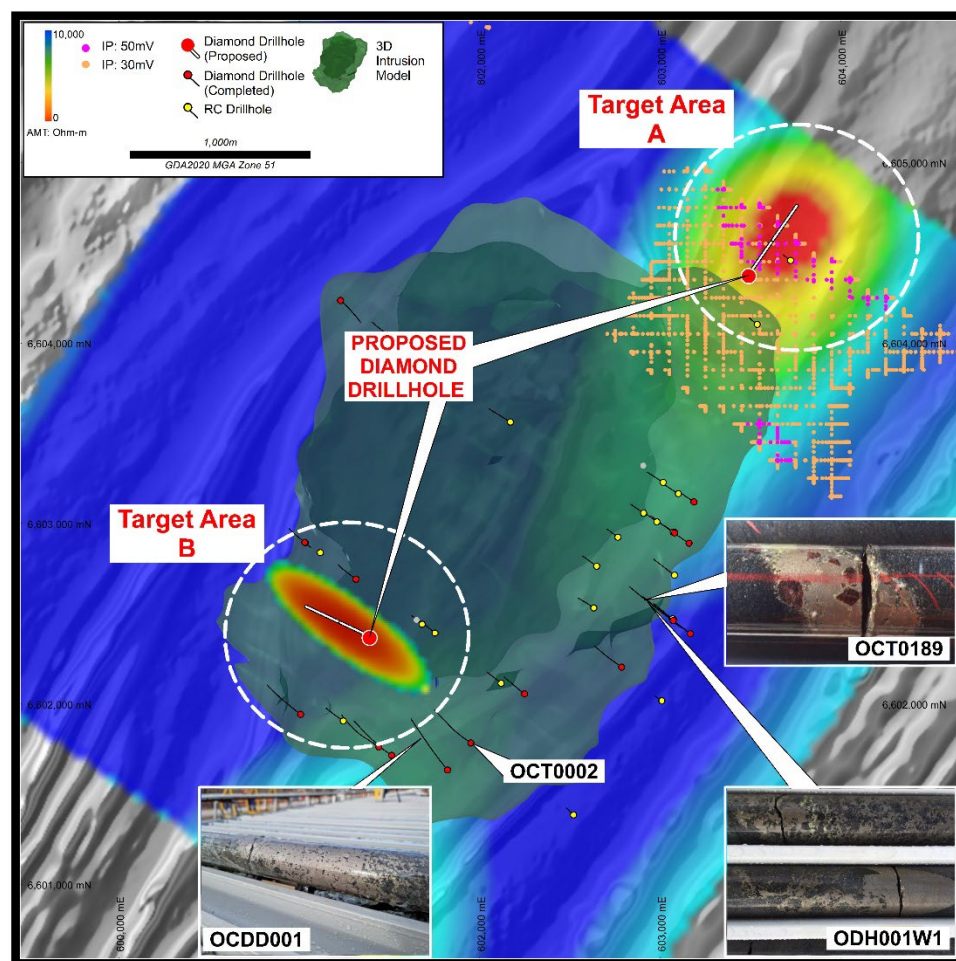 10,000
0
AMT: Ohm-m
IP: 50mV
IP: 30mV
Diamond Drillhole
(Proposed)
Diamond Drillhole
(Completed)
RC Drillhole
3D
Intrusion
Model
1,000m
GDA2020 MGA Zone 51
802,000 mE
603,000 mE
604,000 mE
Target Area
A
6,605,000 mN
6,604,000 mN
6,604,000 mN
PROPOSED
DIAMOND
DRILLHOLE
6,603,000 mN
Target Area
B
OCT0189
6,602,000 mN
6,602,000 mN
OCT0002
6,601,000 mN
600,000 mE
OCDD001
602,000 mE
603,000 mE
ODH001W1